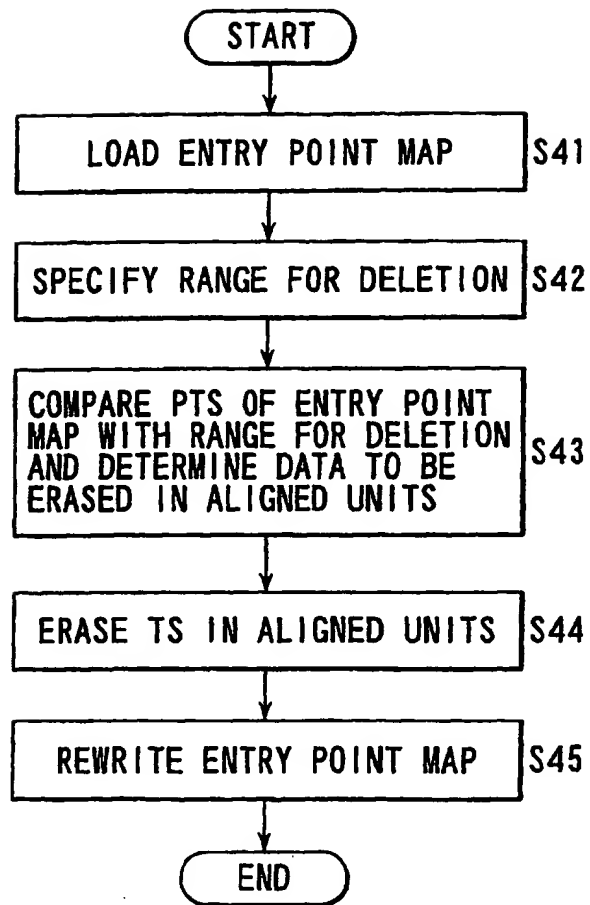 START
LOAD ENTRY POINT MAP
S41
SPECIFY RANGE FOR DELETION
S42
COMPARE PTS OF ENTRY POINT
MAP WITH RANGE FOR DELETION
AND DETERMINE DATA TO BE
ERASED IN ALIGNED UNITS
S43
ERASE TS IN ALIGNED UNITS
S44
REWRITE ENTRY POINT MAP
S45
END